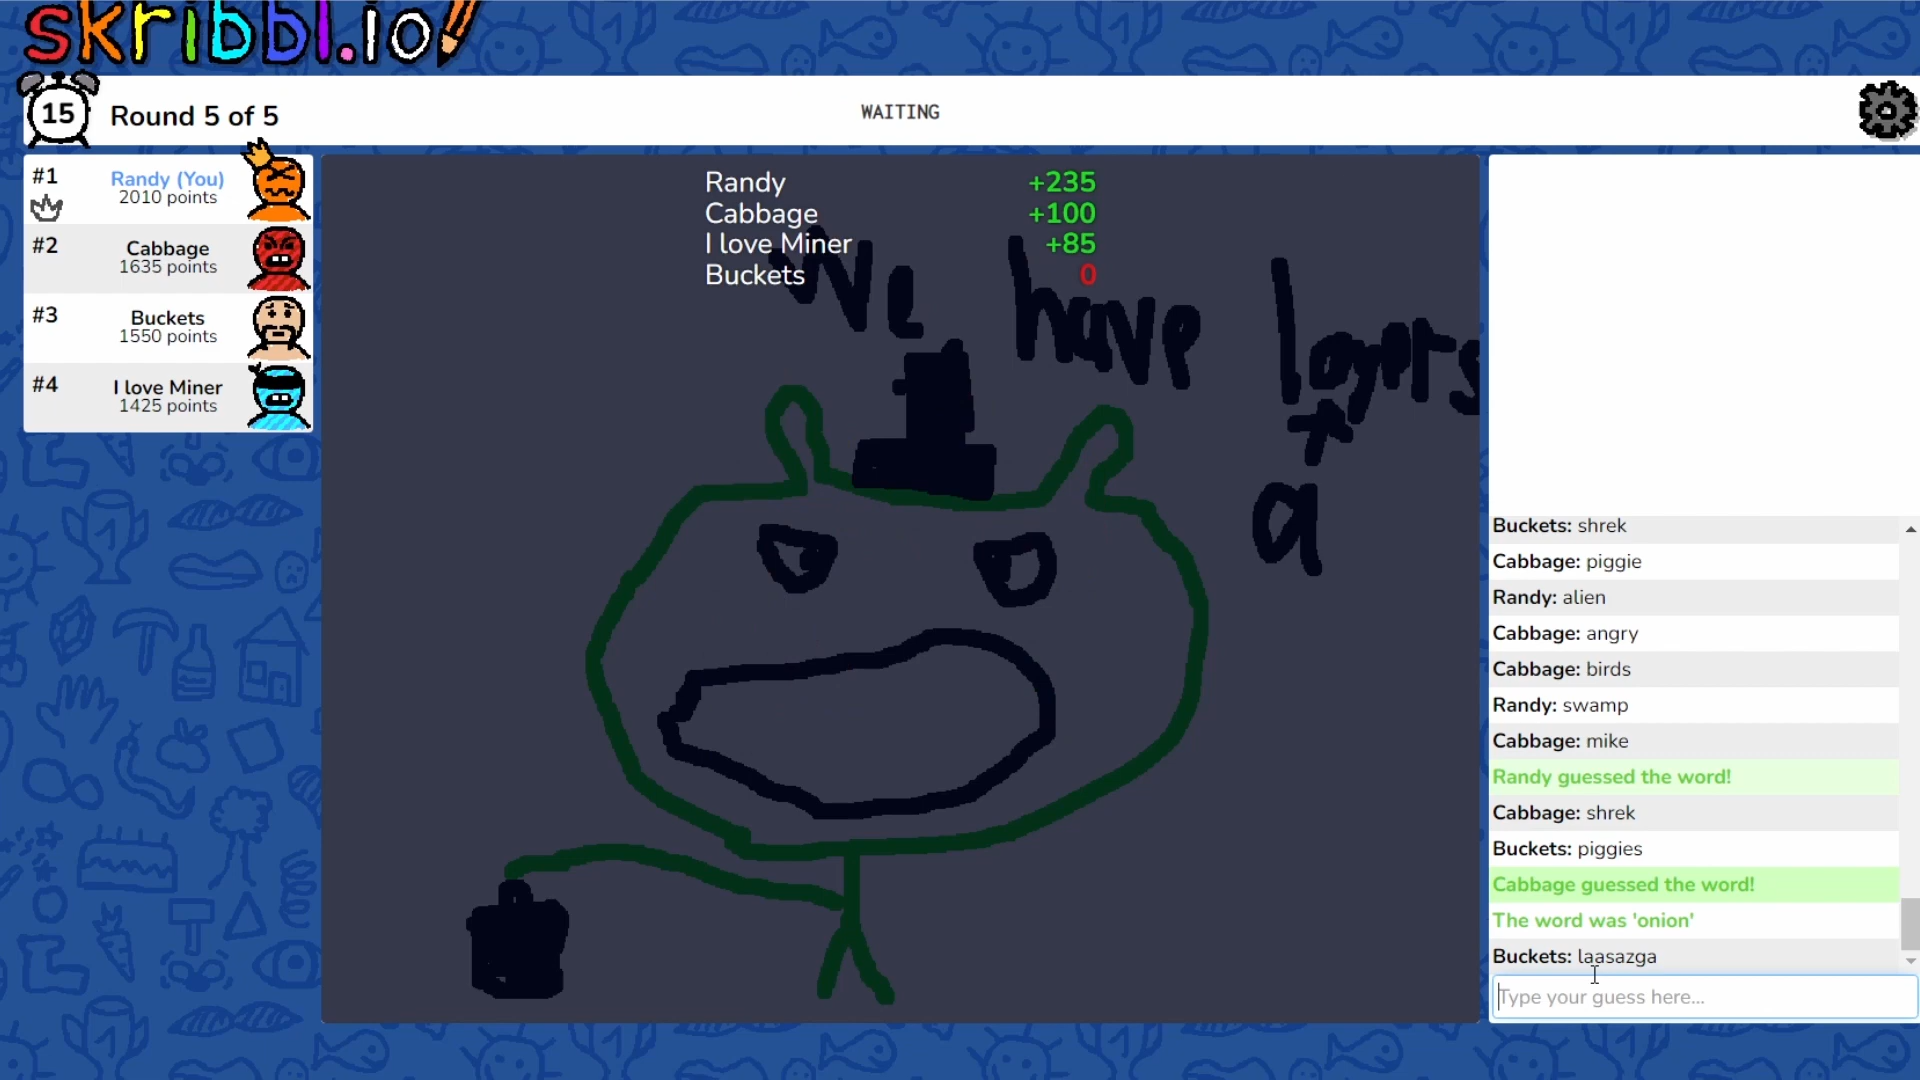 skribbl.io
15
Round 5 of 5
WAITING
#1
Randy (You)
2010 points
#2
Cabbage
1635 points
#3
Buckets
1550 points
#4
I love Miner
1425 points
Randy +235
Cabbage +100
I love Miner +85
Buckets 0
we have layers
a
Buckets: shrek
Cabbage: piggie
Randy: alien
Cabbage: angry
Cabbage: birds
Randy: swamp
Cabbage: mike
Randy guessed the word!
Cabbage: shrek
Buckets: piggies
Cabbage guessed the word!
The word was 'onion'
Buckets: laasazga
Type your guess here...